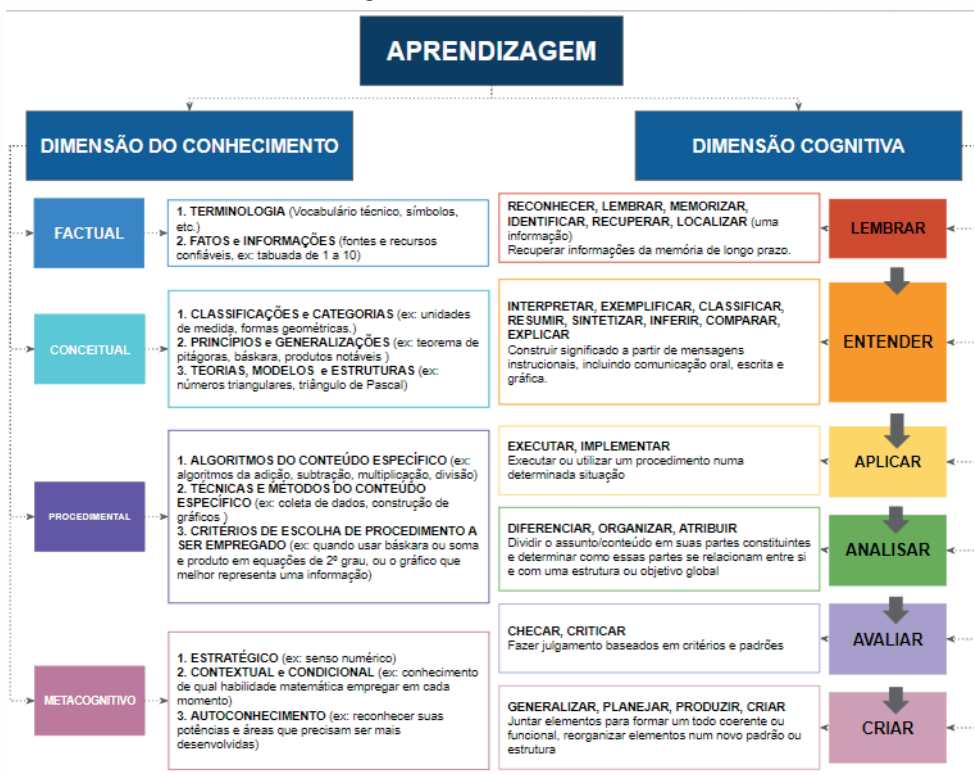 APRENDIZAGEM
DIMENSÃO DO CONHECIMENTO
DIMENSÃO COGNITIVA
FACTUAL
1. TERMINOLOGIA (Vocabulário técnico, símbolos,
etc.)
2. FATOS e INFORMAÇÕES (fontes e recursos
confiáveis, ex: tabuada de 1 a 10)
RECONHECER, LEMBRAR, MEMORIZAR,
IDENTIFICAR, RECUPERAR, LOCALIZAR (uma
informação)
Recuperar informações da memória de longo prazo.
LEMBRAR
CONCEITUAL
1. CLASSIFICAÇÕES e CATEGORIAS (ex: unidades
de medida, formas geométricas.)
2. PRINCÍPIOS e GENERALIZAÇÕES (ex: teorema de
pitágoras, báskara, produtos notáveis )
3. TEORIAS, MODELOS e ESTRUTURAS (ex:
números triangulares, triângulo de Pascal)
INTERPRETAR, EXEMPLIFICAR, CLASSIFICAR,
RESUMIR, SINTETIZAR, INFERIR, COMPARAR,
EXPLICAR
Construir significado a partir de mensagens
instrucionais, incluindo comunicação oral, escrita e
gráfica.
ENTENDER
PROCEDIMENTAL
1. ALGORITMOS DO CONTEÚDO ESPECÍFICO (ex:
algoritmos da adição, subtração, multiplicação, divisão)
2. TÉCNICAS E MÉTODOS DO CONTEÚDO
ESPECÍFICO (ex: coleta de dados, construção de
gráficos )
3. CRITÉRIOS DE ESCOLHA DE PROCEDIMENTO A
SER EMPREGADO (ex: quando usar báskara ou soma
e produto em equações de 2º grau, ou o gráfico que
melhor representa uma informação)
EXECUTAR, IMPLEMENTAR
Executar ou utilizar um procedimento numa
determinada situação
APLICAR
DIFERENCIAR, ORGANIZAR, ATRIBUIR
Dividir o assunto/conteúdo em suas partes constituintes
e determinar como essas partes se relacionam entre si
e com uma estrutura ou objetivo global
ANALISAR
CHECAR, CRITICAR
Fazer julgamento baseados em critérios e padrões
AVALIAR
METACOGNITIVO
1. ESTRATÉGICO (ex: senso numérico)
2. CONTEXTUAL e CONDICIONAL (ex: conhecimento
de qual habilidade matemática empregar em cada
momento)
3. AUTOCONHECIMENTO (ex: reconhecer suas
potências e áreas que precisam ser mais
desenvolvidas)
GENERALIZAR, PLANEJAR, PRODUZIR, CRIAR
Juntar elementos para formar um todo coerente ou
funcional, reorganizar elementos num novo padrão ou
estrutura
CRIAR